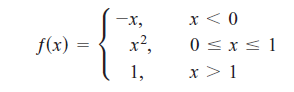 -x, x < 0
f(x) = x², 0 ≤ x ≤ 1
1, x > 1